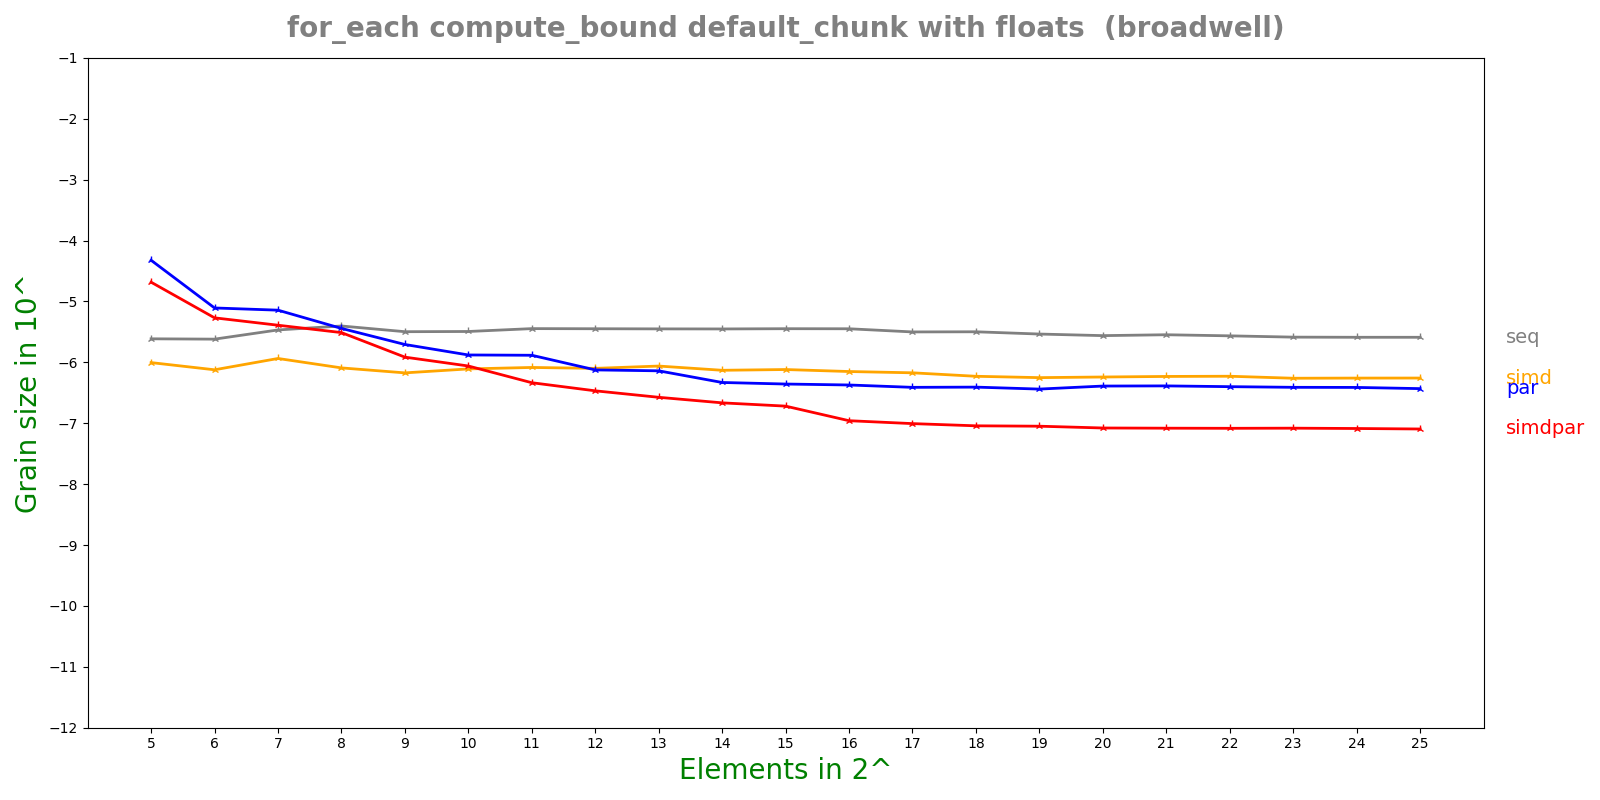 for_each compute_bound default_chunk with floats (broadwell)
Grain size in 10^
−1
−2
−3
−4
−5
−6
−7
−8
−9
−10
−11
−12
seq
simd
par
simdpar
5 6 7 8 9 10 11 12 13 14 15 16 17 18 19 20 21 22 23 24 25
Elements in 2^